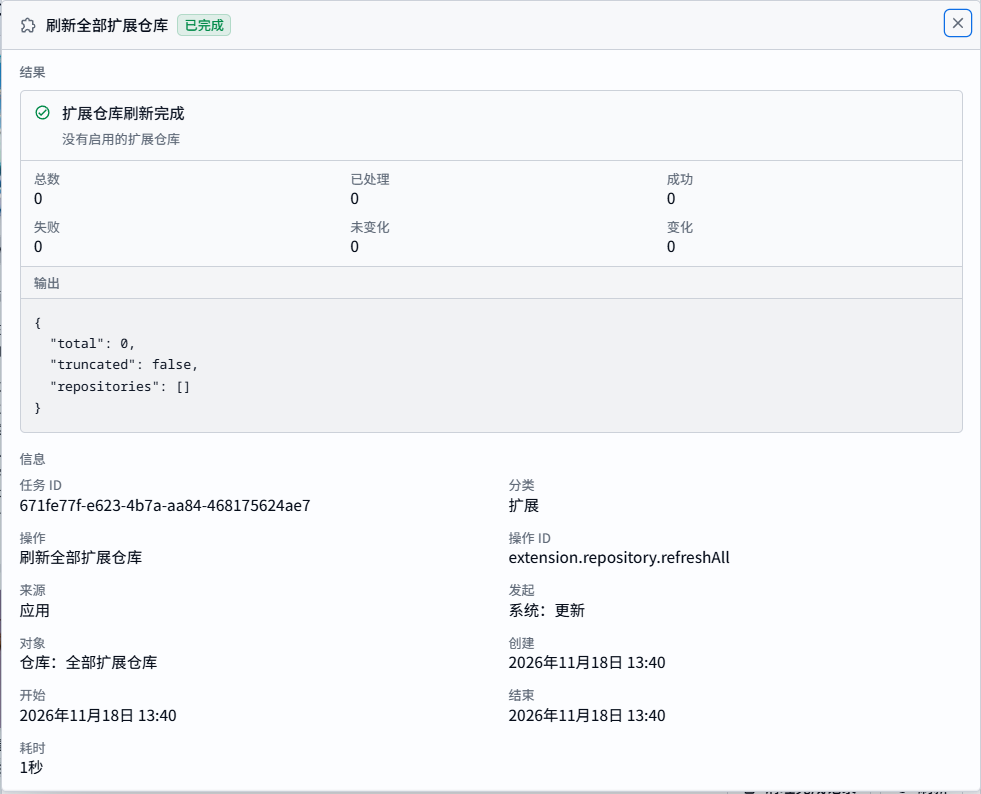 刷新全部扩展仓库 已完成
结果
扩展仓库刷新完成
没有启用的扩展仓库
总数 已处理 成功
0 0 0
失败 未变化 变化
0 0 0
输出
{
"total": 0,
"truncated": false,
"repositories": []
}
信息
任务 ID 分类
671fe77f-e623-4b7a-aa84-468175624ae7 扩展
操作 操作 ID
刷新全部扩展仓库 extension.repository.refreshAll
来源 发起
应用 系统：更新
对象 创建
仓库：全部扩展仓库 2026年11月18日 13:40
开始 结束
2026年11月18日 13:40 2026年11月18日 13:40
耗时
1秒